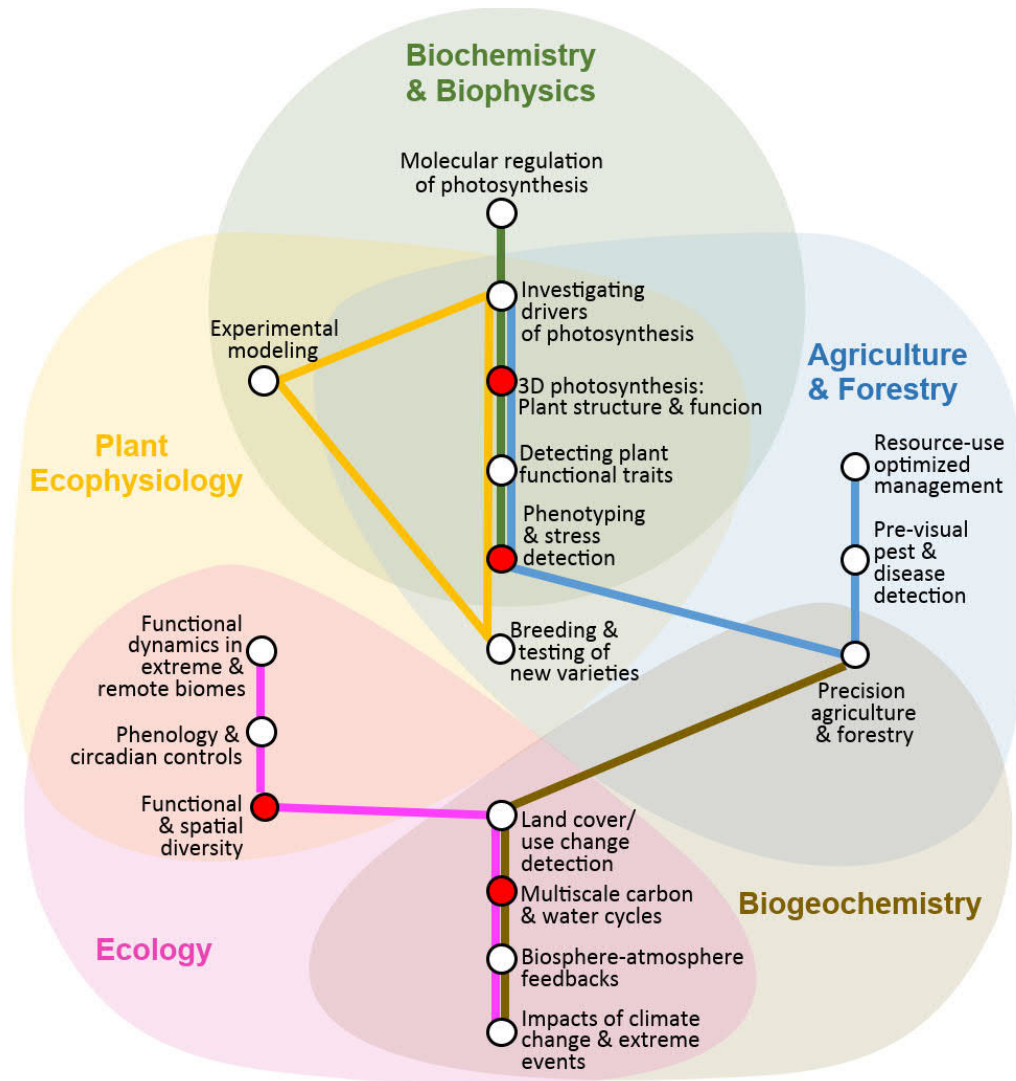 Biochemistry
& Biophysics
Molecular regulation
of photosynthesis
Investigating
drivers
of photosynthesis
Experimental
modeling
Agriculture
& Forestry
3D photosynthesis:
Plant structure & funcion
Plant
Ecophysiology
Detecting plant
functional traits
Resource-use
optimized
management
Phenotyping
& stress
detection
Pre-visual
pest &
disease
detection
Functional
dynamics in
extreme &
remote biomes
Breeding &
testing of
new varieties
Precision
agriculture
& forestry
Phenology &
circadian controls
Functional
& spatial
diversity
Land cover/
use change
detection
Multiscale carbon
& water cycles
Biogeochemistry
Ecology
Biosphere-atmosphere
feedbacks
Impacts of climate
change & extreme
events